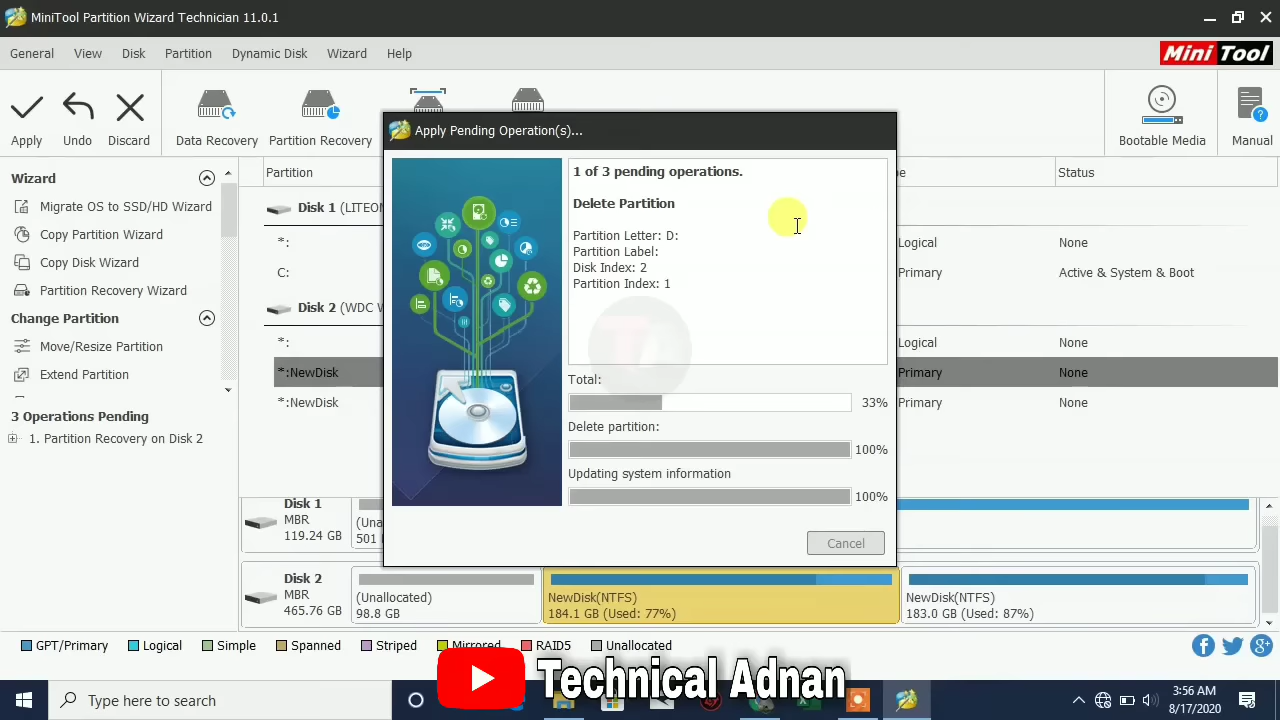 MiniTool Partition Wizard Technician 11.0.1
General View Disk Partition Dynamic Disk Wizard Help
Mini Tool
Apply Undo Discard Data Recovery Partition Recovery Bootable Media Manual
Apply Pending Operation(s)...
Wizard
Migrate OS to SSD/HD Wizard
Copy Partition Wizard
Copy Disk Wizard
Partition Recovery Wizard
Change Partition
Move/Resize Partition
Extend Partition
3 Operations Pending
1. Partition Recovery on Disk 2
Partition Status
Disk 1 (LITEON
*: Logical None
C: Primary Active & System & Boot
Disk 2 (WDC W
*: Logical None
*:NewDisk Primary None
*:NewDisk Primary None
1 of 3 pending operations.
Delete Partition
Partition Letter: D:
Partition Label:
Disk Index: 2
Partition Index: 1
Total:
33%
Delete partition:
100%
Updating system information
100%
Cancel
Disk 1
MBR
119.24 GB
(Una
501
Disk 2
MBR
465.76 GB
(Unallocated)
98.8 GB
NewDisk(NTFS)
184.1 GB (Used: 77%)
NewDisk(NTFS)
183.0 GB (Used: 87%)
GPT/Primary Logical Simple Spanned Striped Mirrored RAID5 Unallocated
Technical Adnan
Type here to search
3:56 AM
8/17/2020